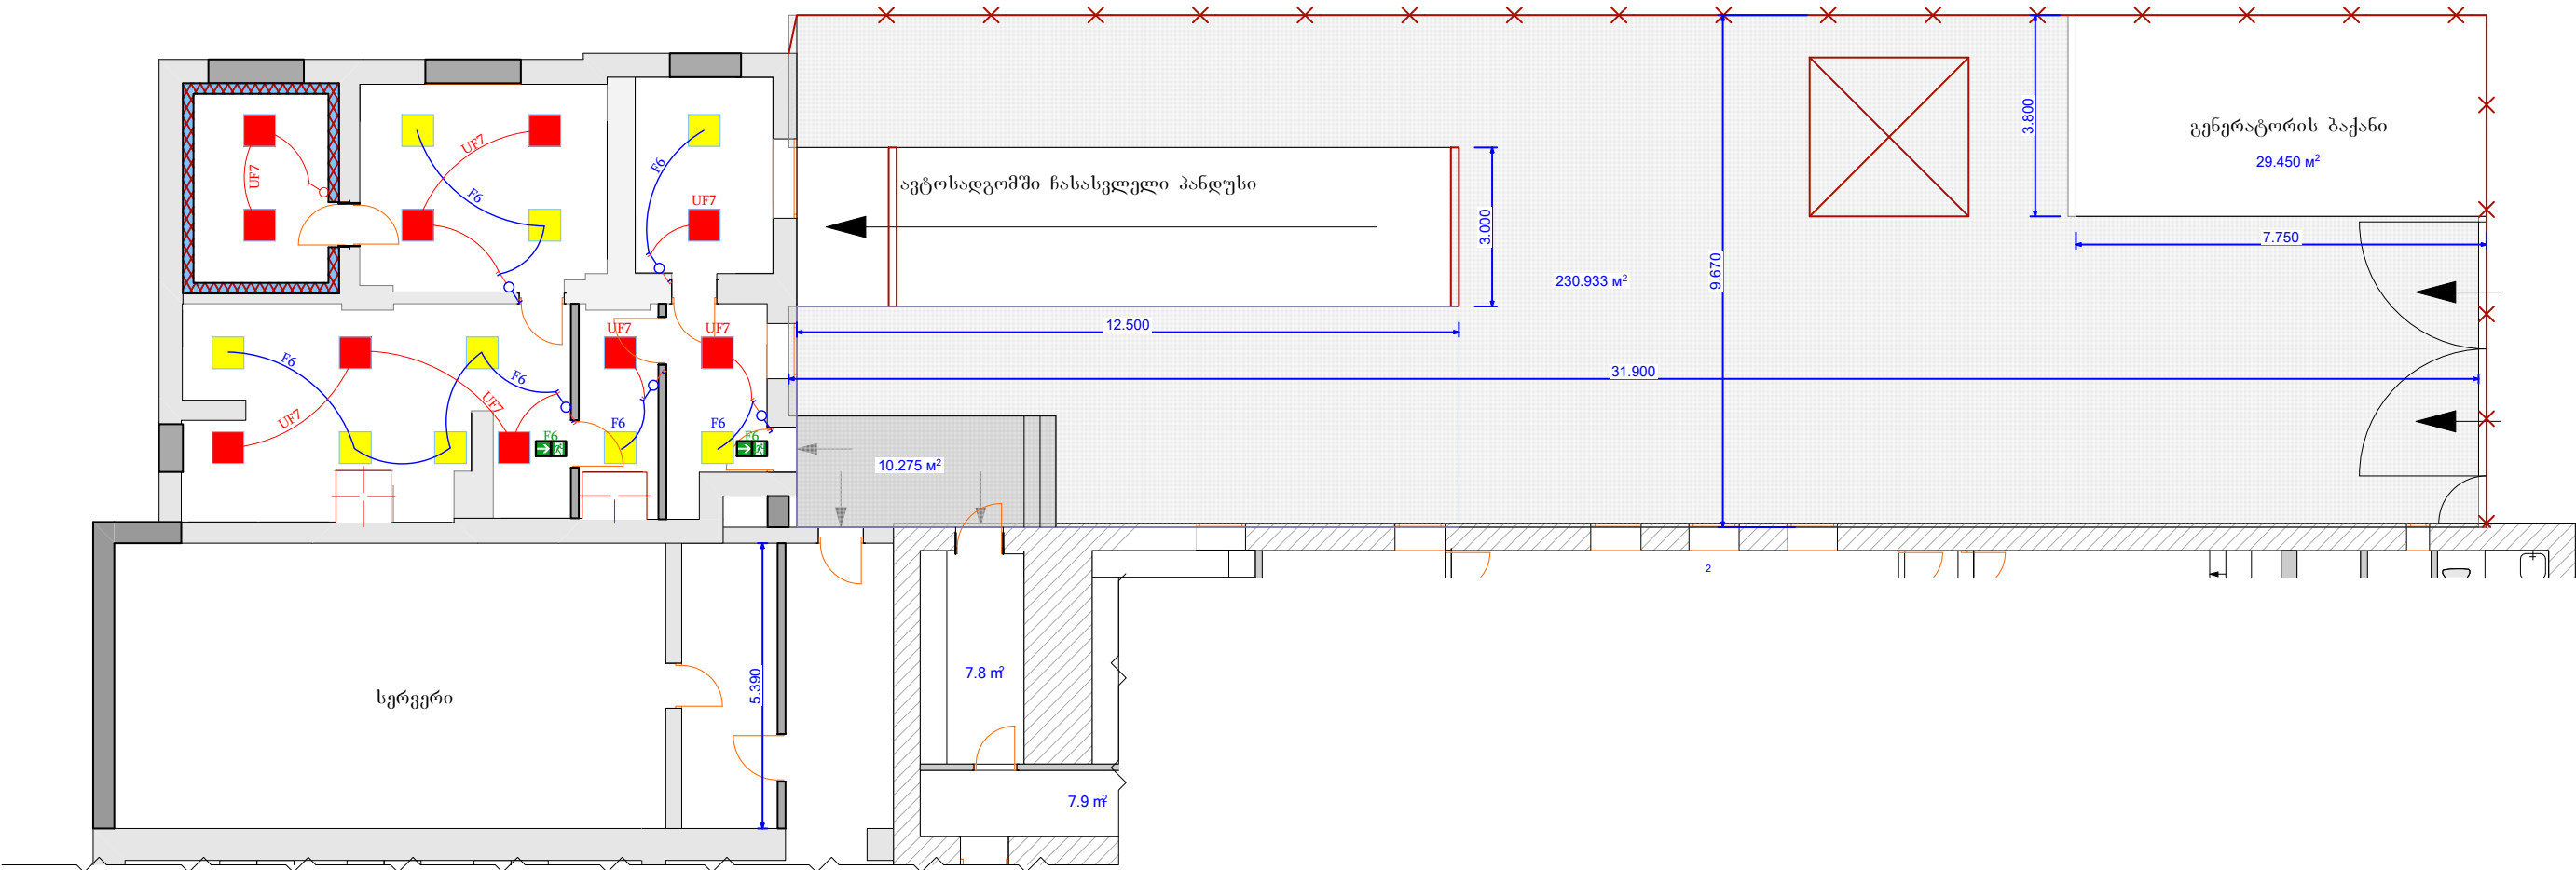 UF7
UF7
F6
F6
UF7
3.800
გენერატორის ბაქანი
29.450 м²
ავტოსადგომში ჩასასვლელი პანდუსი
3.000
9.670
7.750
230.933 м²
12.500
31.900
F6
UF7
F6
UF7
UF7
UF7
F6
F6
F6
F6
10.275 м²
2
5.390
7.8 m²
სერვერი
7.9 m²